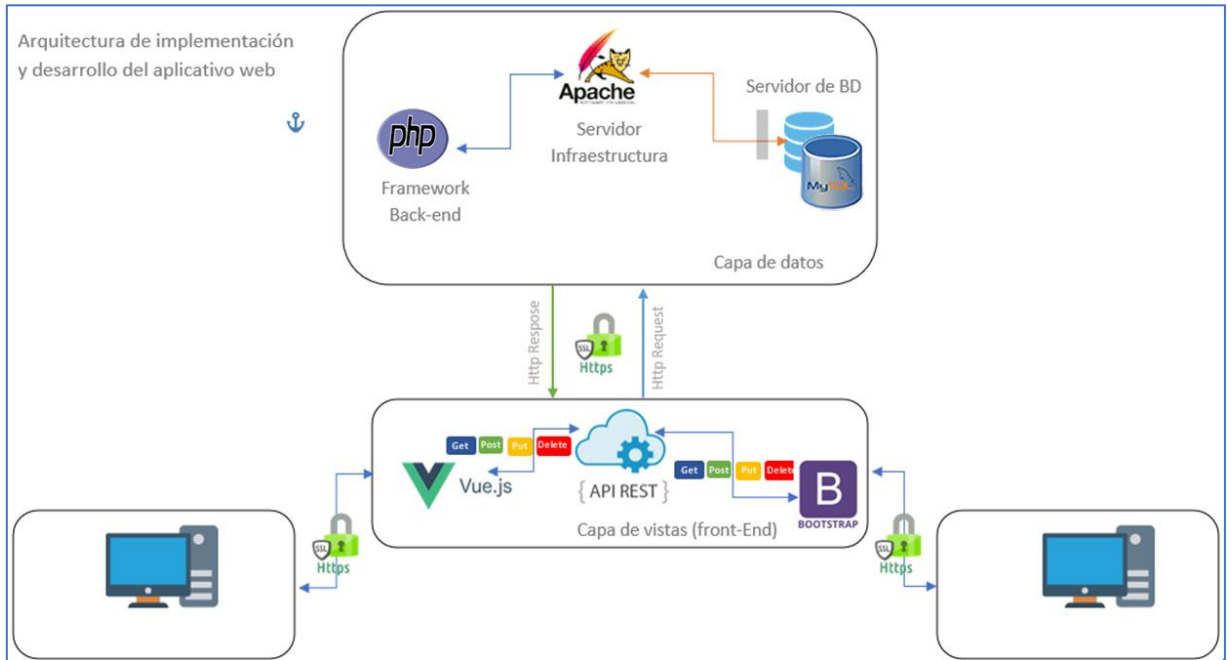 Arquitectura de implementación
y desarrollo del aplicativo web
Apache
php
Servidor
Infraestructura
Servidor de BD
MySQL
Framework
Back-end
Capa de datos
Http Respose
SSL
Https
Http Request
Get Post Put Delete
Vue.js
{ API REST }
Get Post Put Delete
B
BOOTSTRAP
Capa de vistas (front-End)
SSL
Https
SSL
Https